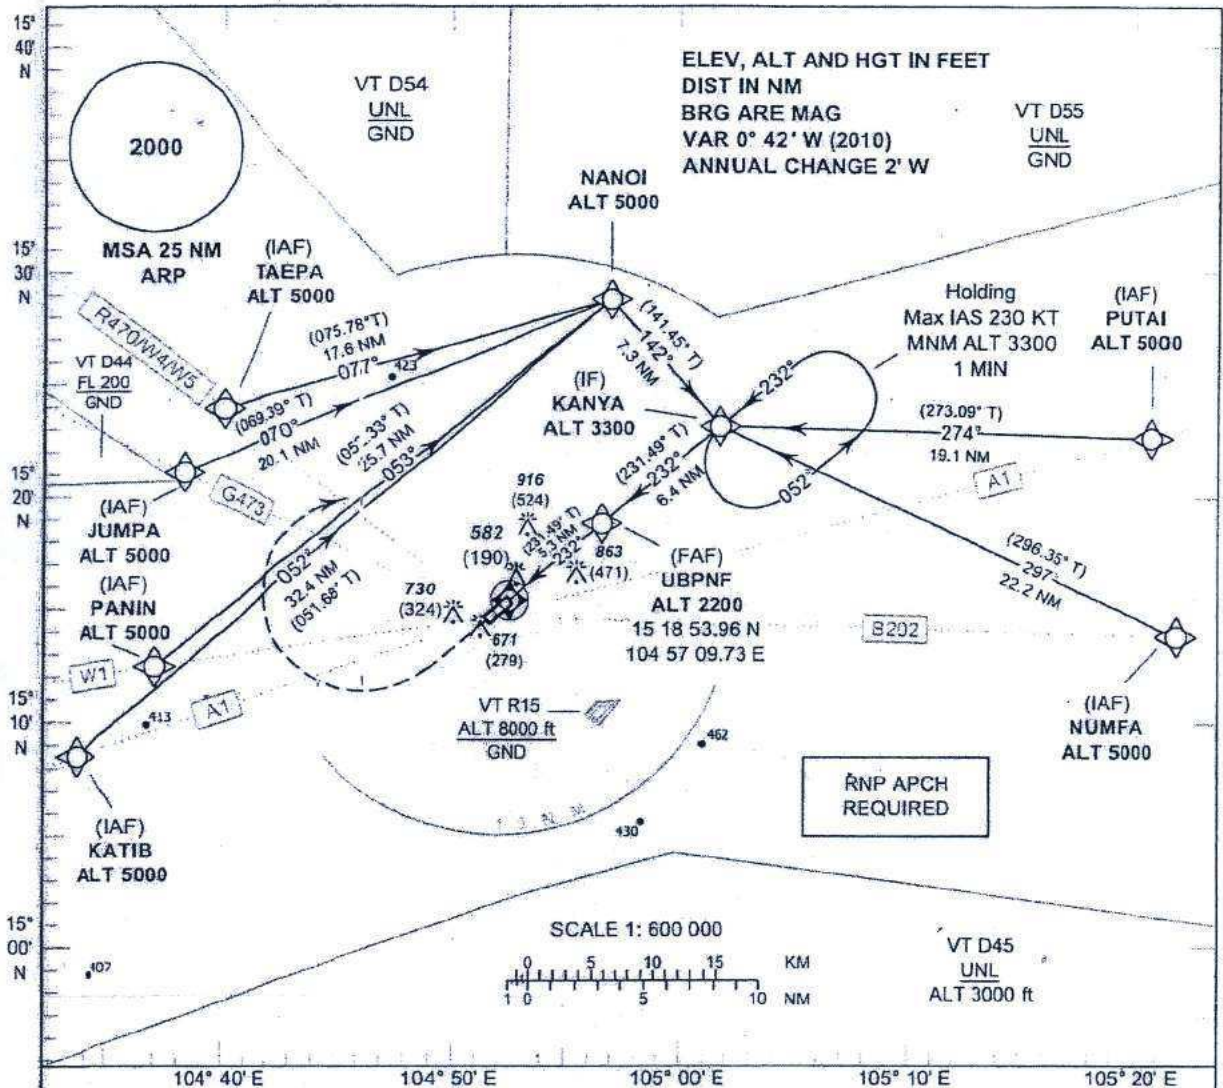 15°
40'
N
15°
30'
N
15°
20'
N
15°
10'
N
15°
00'
N
2000
MSA 25 NM
ARP
VT D54
UNL
GND
ELEV, ALT AND HGT IN FEET
DIST IN NM
BRG ARE MAG
VAR 0° 42' W (2010)
ANNUAL CHANGE 2' W
VT D55
UNL
GND
NANOI
ALT 5000
(IAF)
TAEPA
ALT 5000
R470/W4/W5
VT D44
FL 200
GND
(075.78°T)
17.6 NM
077°
423
(069.39° T)
070°
20.1 NM
25.7 NM
053°
(141.45° T)
142°
7.3 NM
Holding
Max IAS 230 KT
MNM ALT 3300
1 MIN
(IAF)
PUTAI
ALT 5000
232°
052°
(IF)
KANYA
ALT 3300
(273.09° T)
274°
19.1 NM
A1
(231.49° T)
232°
6.4 NM
(IAF)
JUMPA
ALT 5000
G473
916
(524)
(231.49° T)
5.3 NM
232°
582
(190)
863
(471)
730
(324)
671
(279)
(FAF)
UBPNF
ALT 2200
15 18 53.96 N
104 57 09.73 E
(296.35° T)
297
22.2 NM
(IAF)
PANIN
ALT 5000
052°
32.4 NM
(051.68° T)
W1
A1
413
B202
VT R15
ALT 8000 ft
GND
462
430
(IAF)
NUMFA
ALT 5000
RNP APCH
REQUIRED
(IAF)
KATIB
ALT 5000
407
SCALE 1: 600 000
0 5 10 15 KM
1 0 5 10 NM
VT D45
UNL
ALT 3000 ft
104° 40' E
104° 50' E
105° 00' E
105° 10' E
105° 20' E